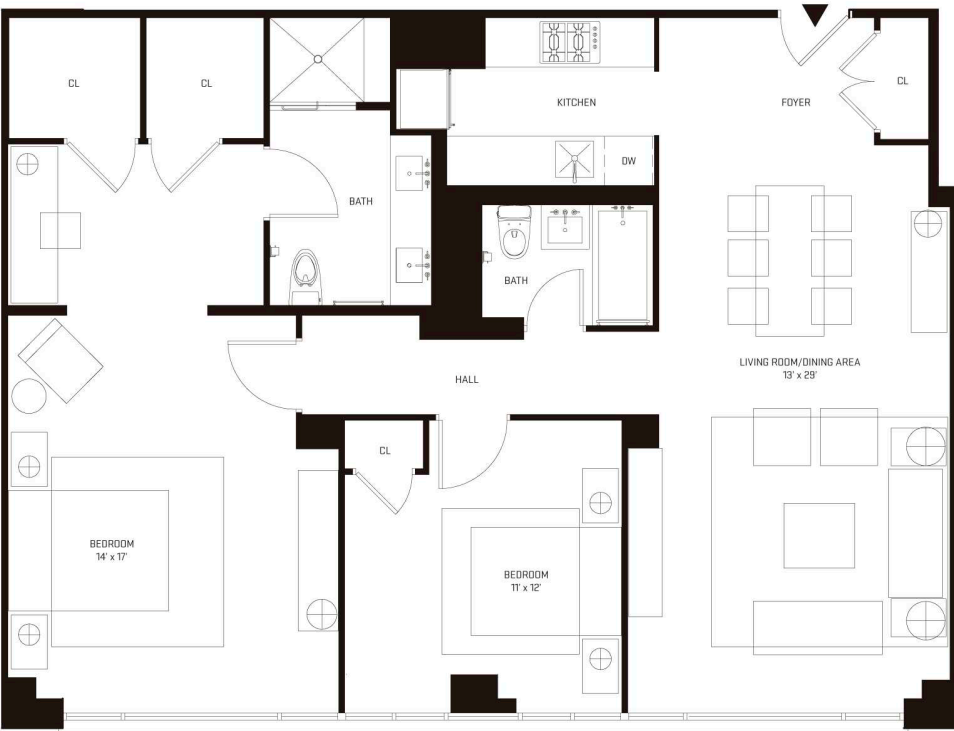 CL
CL
KITCHEN
FOYER
CL
DW
BATH
BATH
LIVING ROOM/DINING AREA
13' x 29'
HALL
CL
BEDROOM
14' x 17'
BEDROOM
11' x 12'